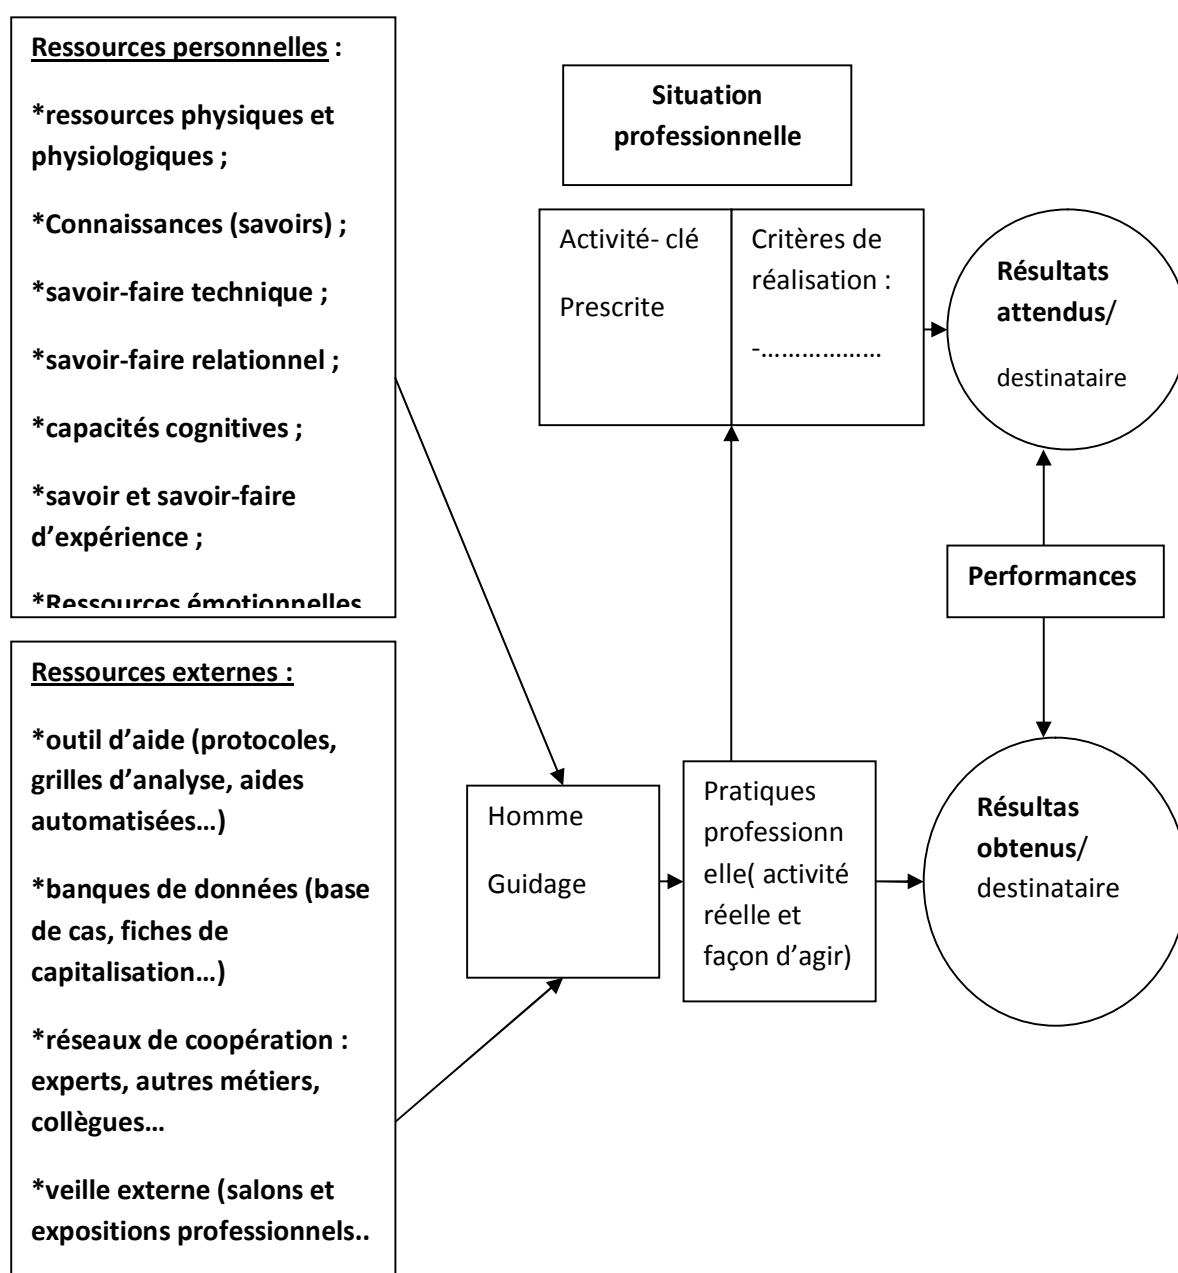 Ressources personnelles :
*ressources physiques et
physiologiques ;
*Connaissances (savoirs) ;
*savoir-faire technique ;
*savoir-faire relationnel ;
*capacités cognitives ;
*savoir et savoir-faire
d’expérience ;
*Ressources émotionnelles
Ressources externes :
*outil d’aide (protocoles,
grilles d’analyse, aides
automatisées…)
*banques de données (base
de cas, fiches de
capitalisation…)
*réseaux de coopération :
experts, autres métiers,
collègues…
*veille externe (salons et
expositions professionnels..
Situation
professionnelle
Activité- clé
Prescrite
Critères de
réalisation :
-………………
Résultats
attendus/
destinataire
Performances
Homme
Guidage
Pratiques
professionn
elle( activité
réelle et
façon d’agir)
Résultas
obtenus/
destinataire